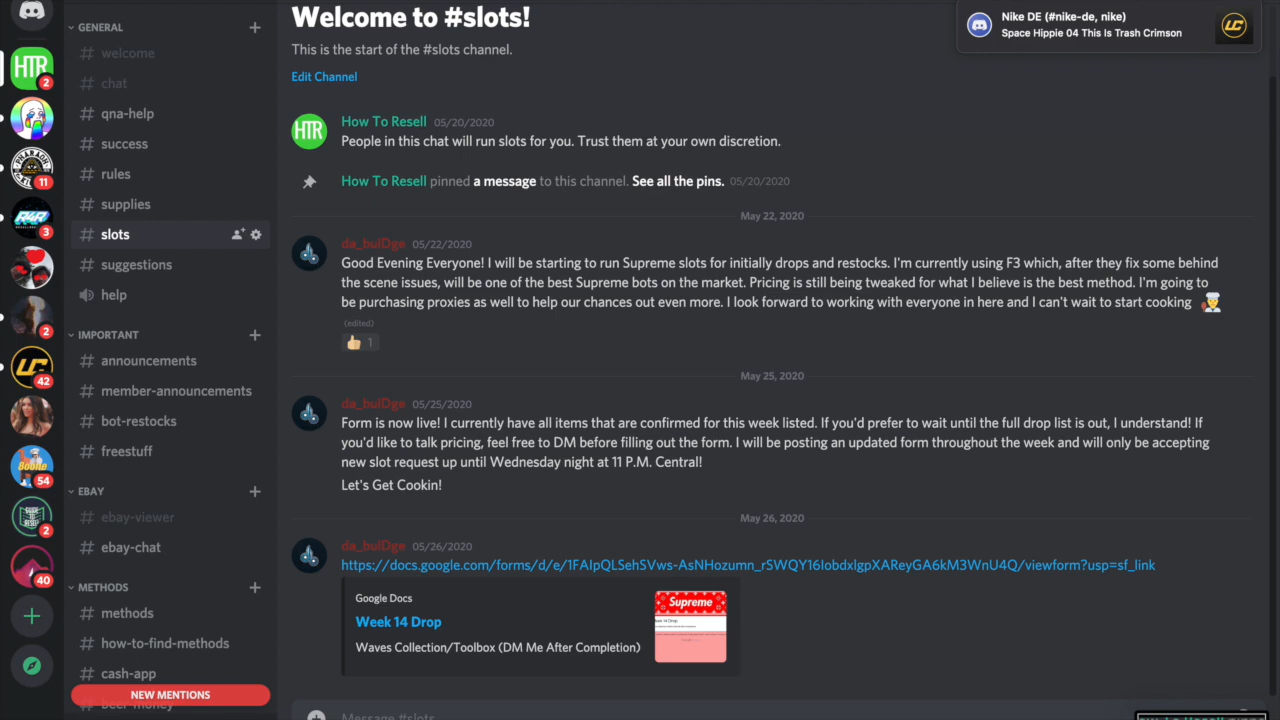 GENERAL
welcome
chat
qna-help
success
rules
supplies
slots
suggestions
help
IMPORTANT
announcements
member-announcements
bot-restocks
freestuff
EBAY
ebay-viewer
ebay-chat
METHODS
methods
how-to-find-methods
cash-app
NEW MENTIONS
beer-money
HTR
2
PHARAOH
11
R4R
3
2
UC
42
54
2
40
Welcome to #slots!
This is the start of the #slots channel.
Edit Channel
HTR
How To Resell 05/20/2020
People in this chat will run slots for you. Trust them at your own discretion.
How To Resell pinned a message to this channel. See all the pins. 05/20/2020
May 22, 2020
da_bulDge 05/22/2020
Good Evening Everyone! I will be starting to run Supreme slots for initially drops and restocks. I'm currently using F3 which, after they fix some behind
the scene issues, will be one of the best Supreme bots on the market. Pricing is still being tweaked for what I believe is the best method. I'm going to
be purchasing proxies as well to help our chances out even more. I look forward to working with everyone in here and I can't wait to start cooking
(edited)
1
May 25, 2020
da_bulDge 05/25/2020
Form is now live! I currently have all items that are confirmed for this week listed. If you'd prefer to wait until the full drop list is out, I understand! If
you'd like to talk pricing, feel free to DM before filling out the form. I will be posting an updated form throughout the week and will only be accepting
new slot request up until Wednesday night at 11 P.M. Central!
Let's Get Cookin!
May 26, 2020
da_bulDge 05/26/2020
https://docs.google.com/forms/d/e/1FAIpQLSehSVws-AsNHozumn_rSWQY16IobdxlgpXAReyGA6kM3WnU4Q/viewform?usp=sf_link
Google Docs
Week 14 Drop
Waves Collection/Toolbox (DM Me After Completion)
Supreme
Week 14 Drop
Message #slots
Nike DE (#nike-de, nike)
Space Hippie 04 This Is Trash Crimson
UC